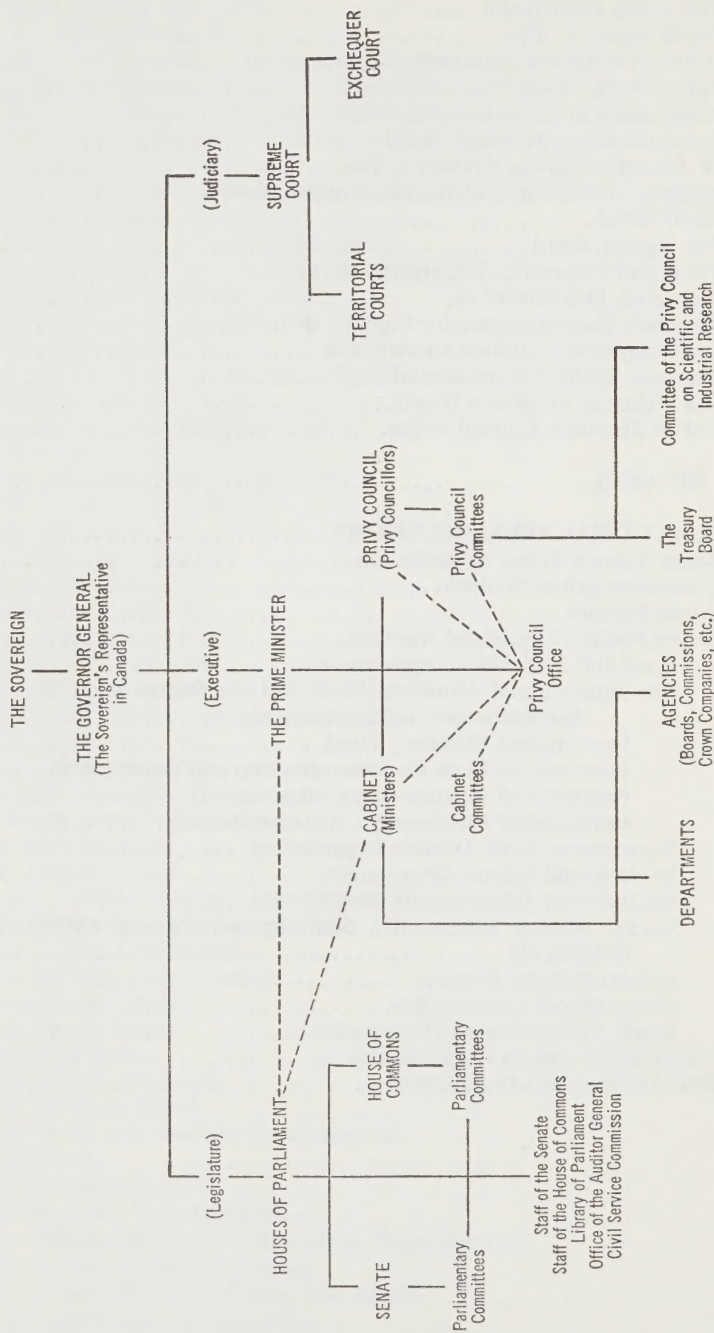 THE SOVEREIGN
THE GOVERNOR GENERAL
(The Sovereign's Representative
in Canada)
(Legislature)
(Executive)
(Judiciary)
HOUSES OF PARLIAMENT
THE PRIME MINISTER
SUPREME
COURT
SENATE
HOUSE OF
COMMONS
CABINET
(Ministers)
PRIVY COUNCIL
(Privy Councillors)
TERRITORIAL
COURTS
EXCHEQUER
COURT
Parliamentary
Committees
Parliamentary
Committees
Cabinet
Committees
Privy Council
Committees
Privy Council
Office
Staff of the Senate
Staff of the House of Commons
Library of Parliament
Office of the Auditor General
Civil Service Commission
DEPARTMENTS
AGENCIES
(Boards, Commissions,
Crown Companies, etc.)
The
Treasury
Board
Committee of the Privy Council
on Scientific and
Industrial Research